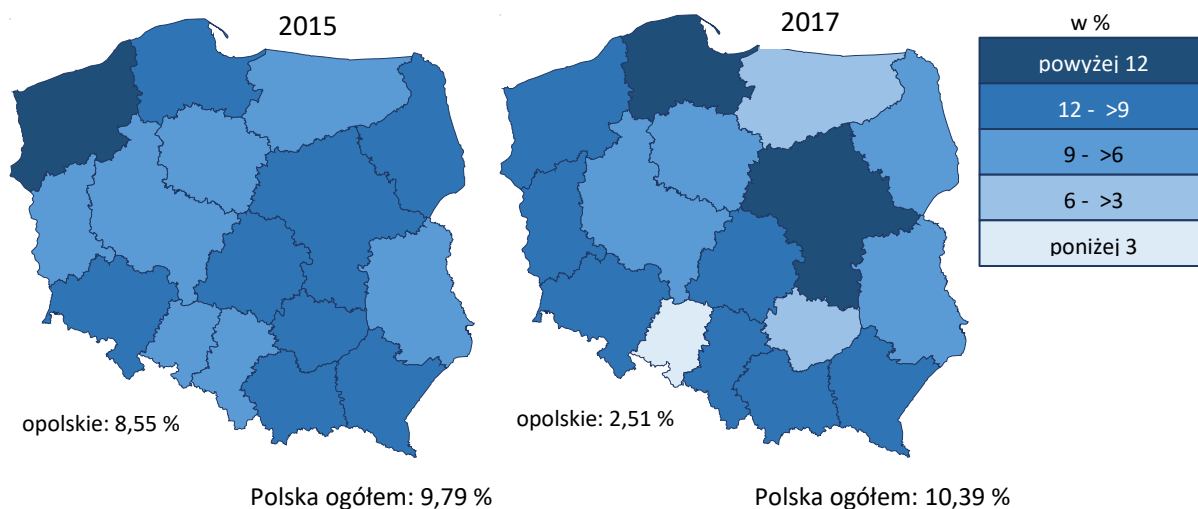 2015
2017
w %
powyżej 12
12 - >9
9 - >6
6 - >3
poniżej 3
opolskie: 8,55 %
opolskie: 2,51 %
Polska ogółem: 9,79 %
Polska ogółem: 10,39 %